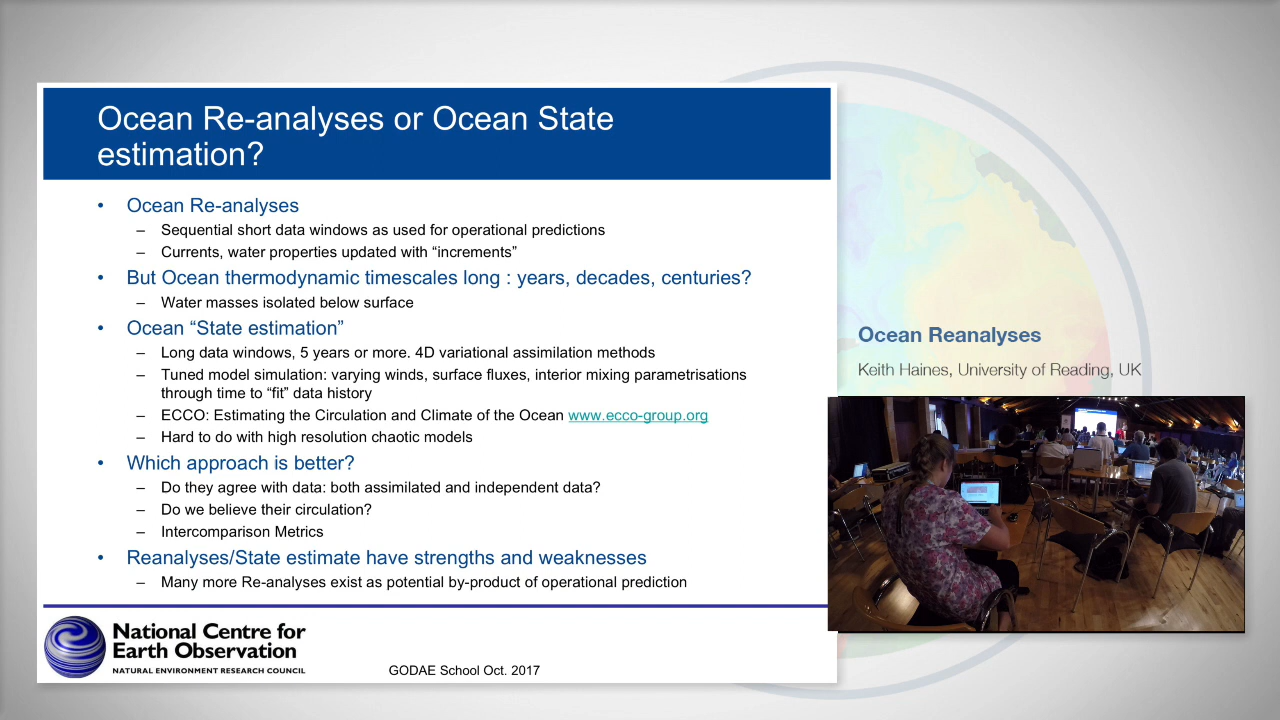 Ocean Re-analyses or Ocean State
estimation?
• Ocean Re-analyses
– Sequential short data windows as used for operational predictions
– Currents, water properties updated with “increments”
• But Ocean thermodynamic timescales long : years, decades, centuries?
– Water masses isolated below surface
• Ocean “State estimation”
– Long data windows, 5 years or more. 4D variational assimilation methods
– Tuned model simulation: varying winds, surface fluxes, interior mixing parametrisations
through time to “fit” data history
– ECCO: Estimating the Circulation and Climate of the Ocean www.ecco-group.org
– Hard to do with high resolution chaotic models
• Which approach is better?
– Do they agree with data: both assimilated and independent data?
– Do we believe their circulation?
– Intercomparison Metrics
• Reanalyses/State estimate have strengths and weaknesses
– Many more Re-analyses exist as potential by-product of operational prediction
National Centre for
Earth Observation
NATURAL ENVIRONMENT RESEARCH COUNCIL
GODAE School Oct. 2017
Ocean Reanalyses
Keith Haines, University of Reading, UK